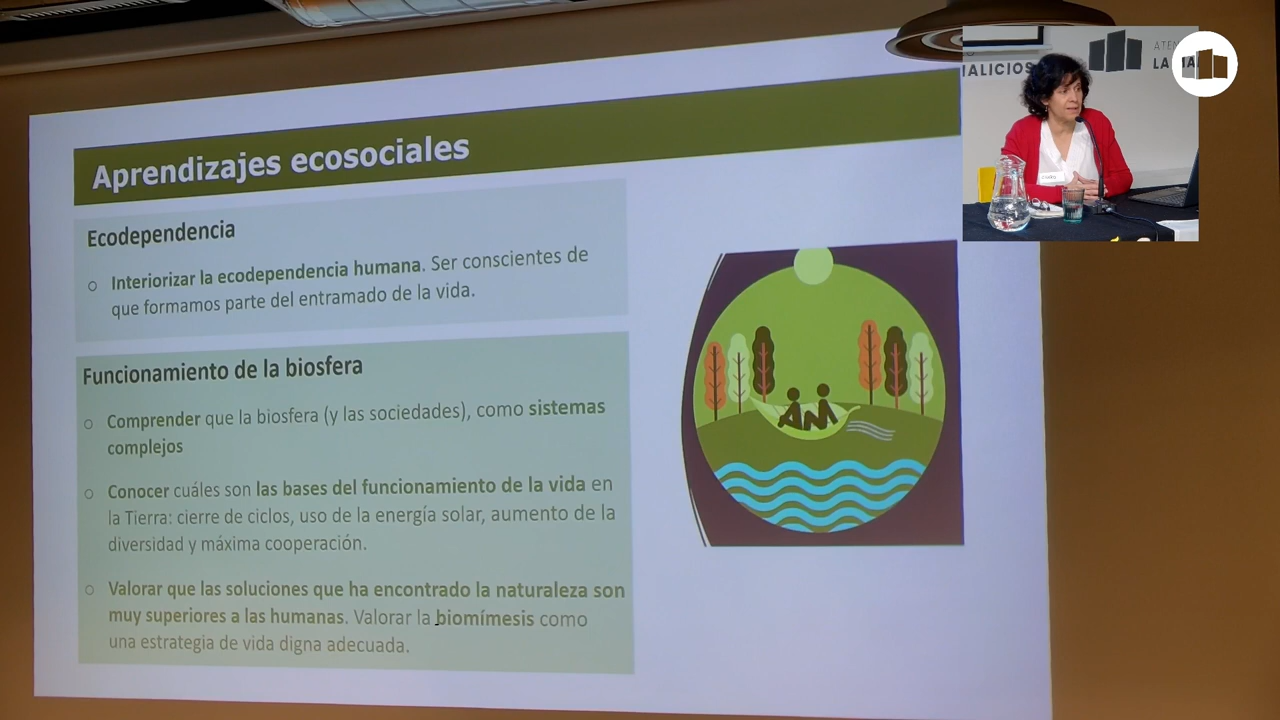 Aprendizajes ecosociales
Ecodependencia
○ Interiorizar la ecodependencia humana. Ser conscientes de
que formamos parte del entramado de la vida.
Funcionamiento de la biosfera
○ Comprender que la biosfera (y las sociedades), como sistemas
complejos
○ Conocer cuáles son las bases del funcionamiento de la vida en
la Tierra: cierre de ciclos, uso de la energía solar, aumento de la
diversidad y máxima cooperación.
○ Valorar que las soluciones que ha encontrado la naturaleza son
muy superiores a las humanas. Valorar la biomímesis como
una estrategia de vida digna adecuada.
LA